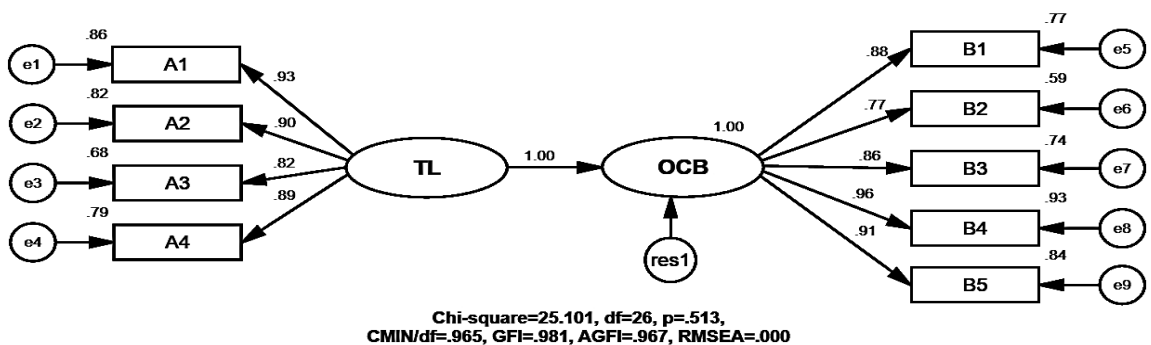 .86
e1
A1
.93
.82
e2
A2
.90
.68
e3
A3
.82
.79
e4
A4
.89
TL
1.00
1.00
OCB
res1
.77
.88
B1
e5
.59
.77
B2
e6
.74
.86
B3
e7
.93
.96
B4
e8
.84
.91
B5
e9
Chi-square=25.101, df=26, p=.513,
CMIN/df=.965, GFI=.981, AGFI=.967, RMSEA=.000